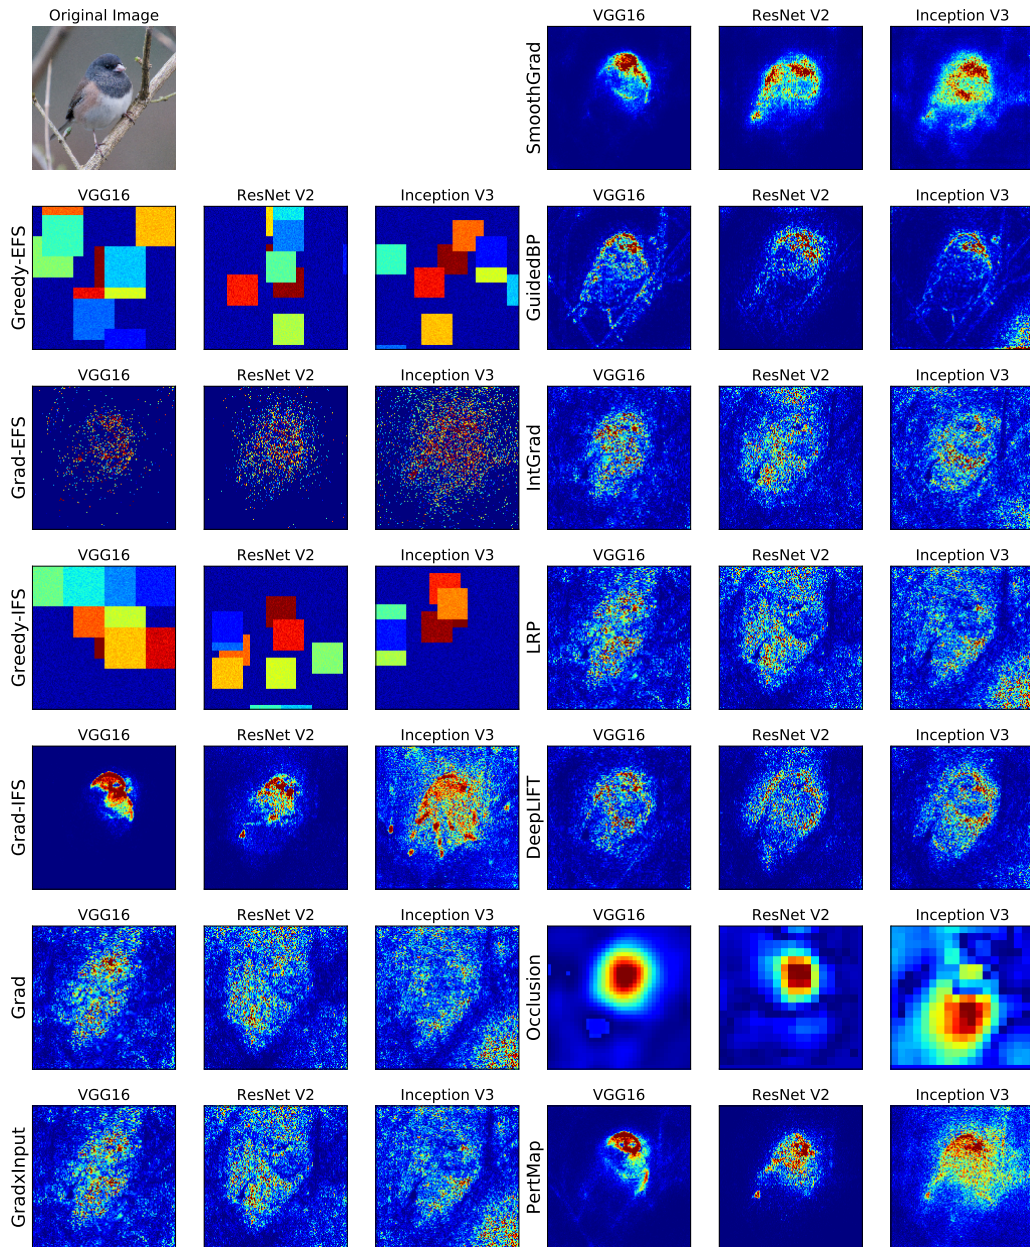 Original Image
VGG16 ResNet V2 Inception V3
SmoothGrad
VGG16 ResNet V2 Inception V3 VGG16 ResNet V2 Inception V3
Greedy-EFS GuidedBP
VGG16 ResNet V2 Inception V3 VGG16 ResNet V2 Inception V3
Grad-EFS IntGrad
VGG16 ResNet V2 Inception V3 VGG16 ResNet V2 Inception V3
Greedy-IFS LRP
VGG16 ResNet V2 Inception V3 VGG16 ResNet V2 Inception V3
Grad-IFS DeepLIFT
VGG16 ResNet V2 Inception V3 VGG16 ResNet V2 Inception V3
Grad Occlusion
VGG16 ResNet V2 Inception V3 VGG16 ResNet V2 Inception V3
GradxInput PertMap